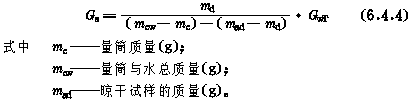 Gₐ = m_d / ((m_cw − m_c) − (m_ad − m_d)) · G_wT (6.4.4)
式中 m_c——量筒质量(g);
m_cw——量筒与水总质量(g);
m_ad——晾干试样的质量(g)。